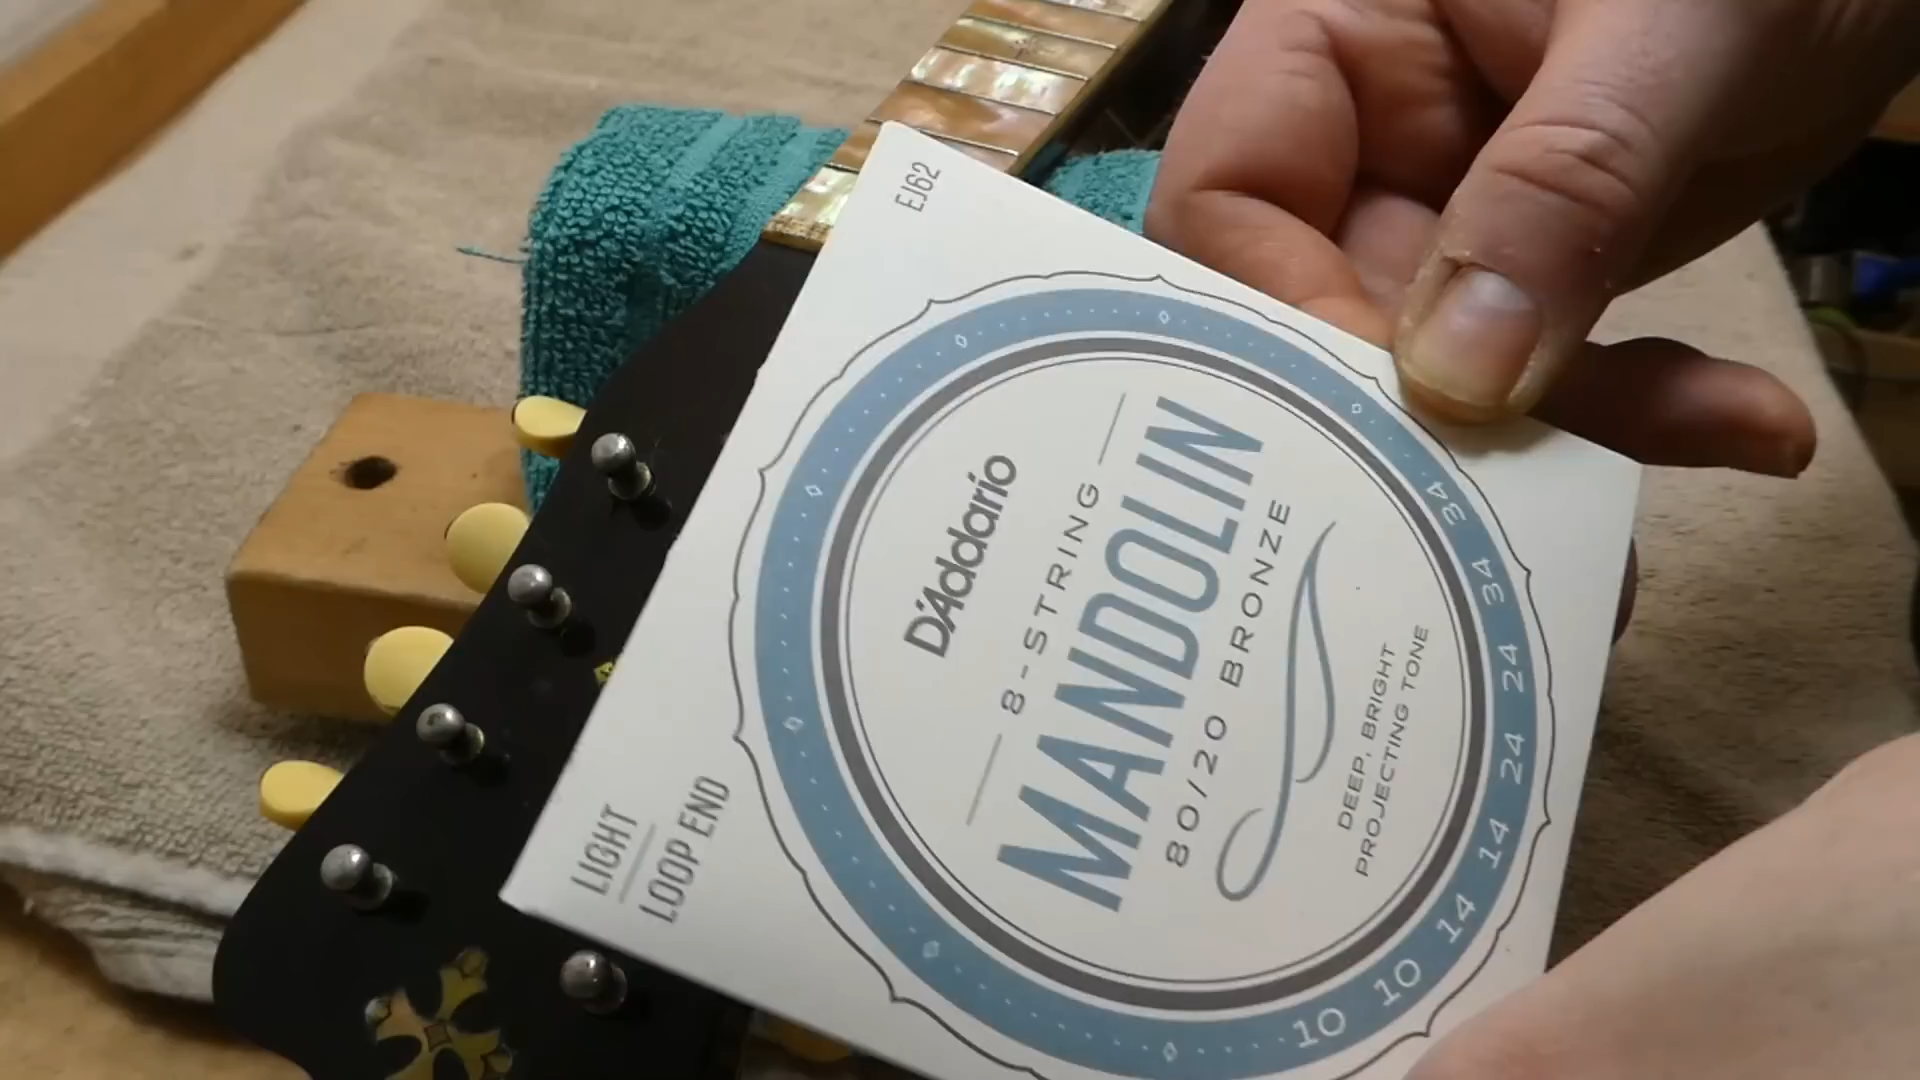 EJ62
D'Addario
8-STRING
MANDOLIN
80/20 BRONZE
DEEP, BRIGHT
PROJECTING TONE
LIGHT
LOOP END
10 10 14 14 24 24 34 34